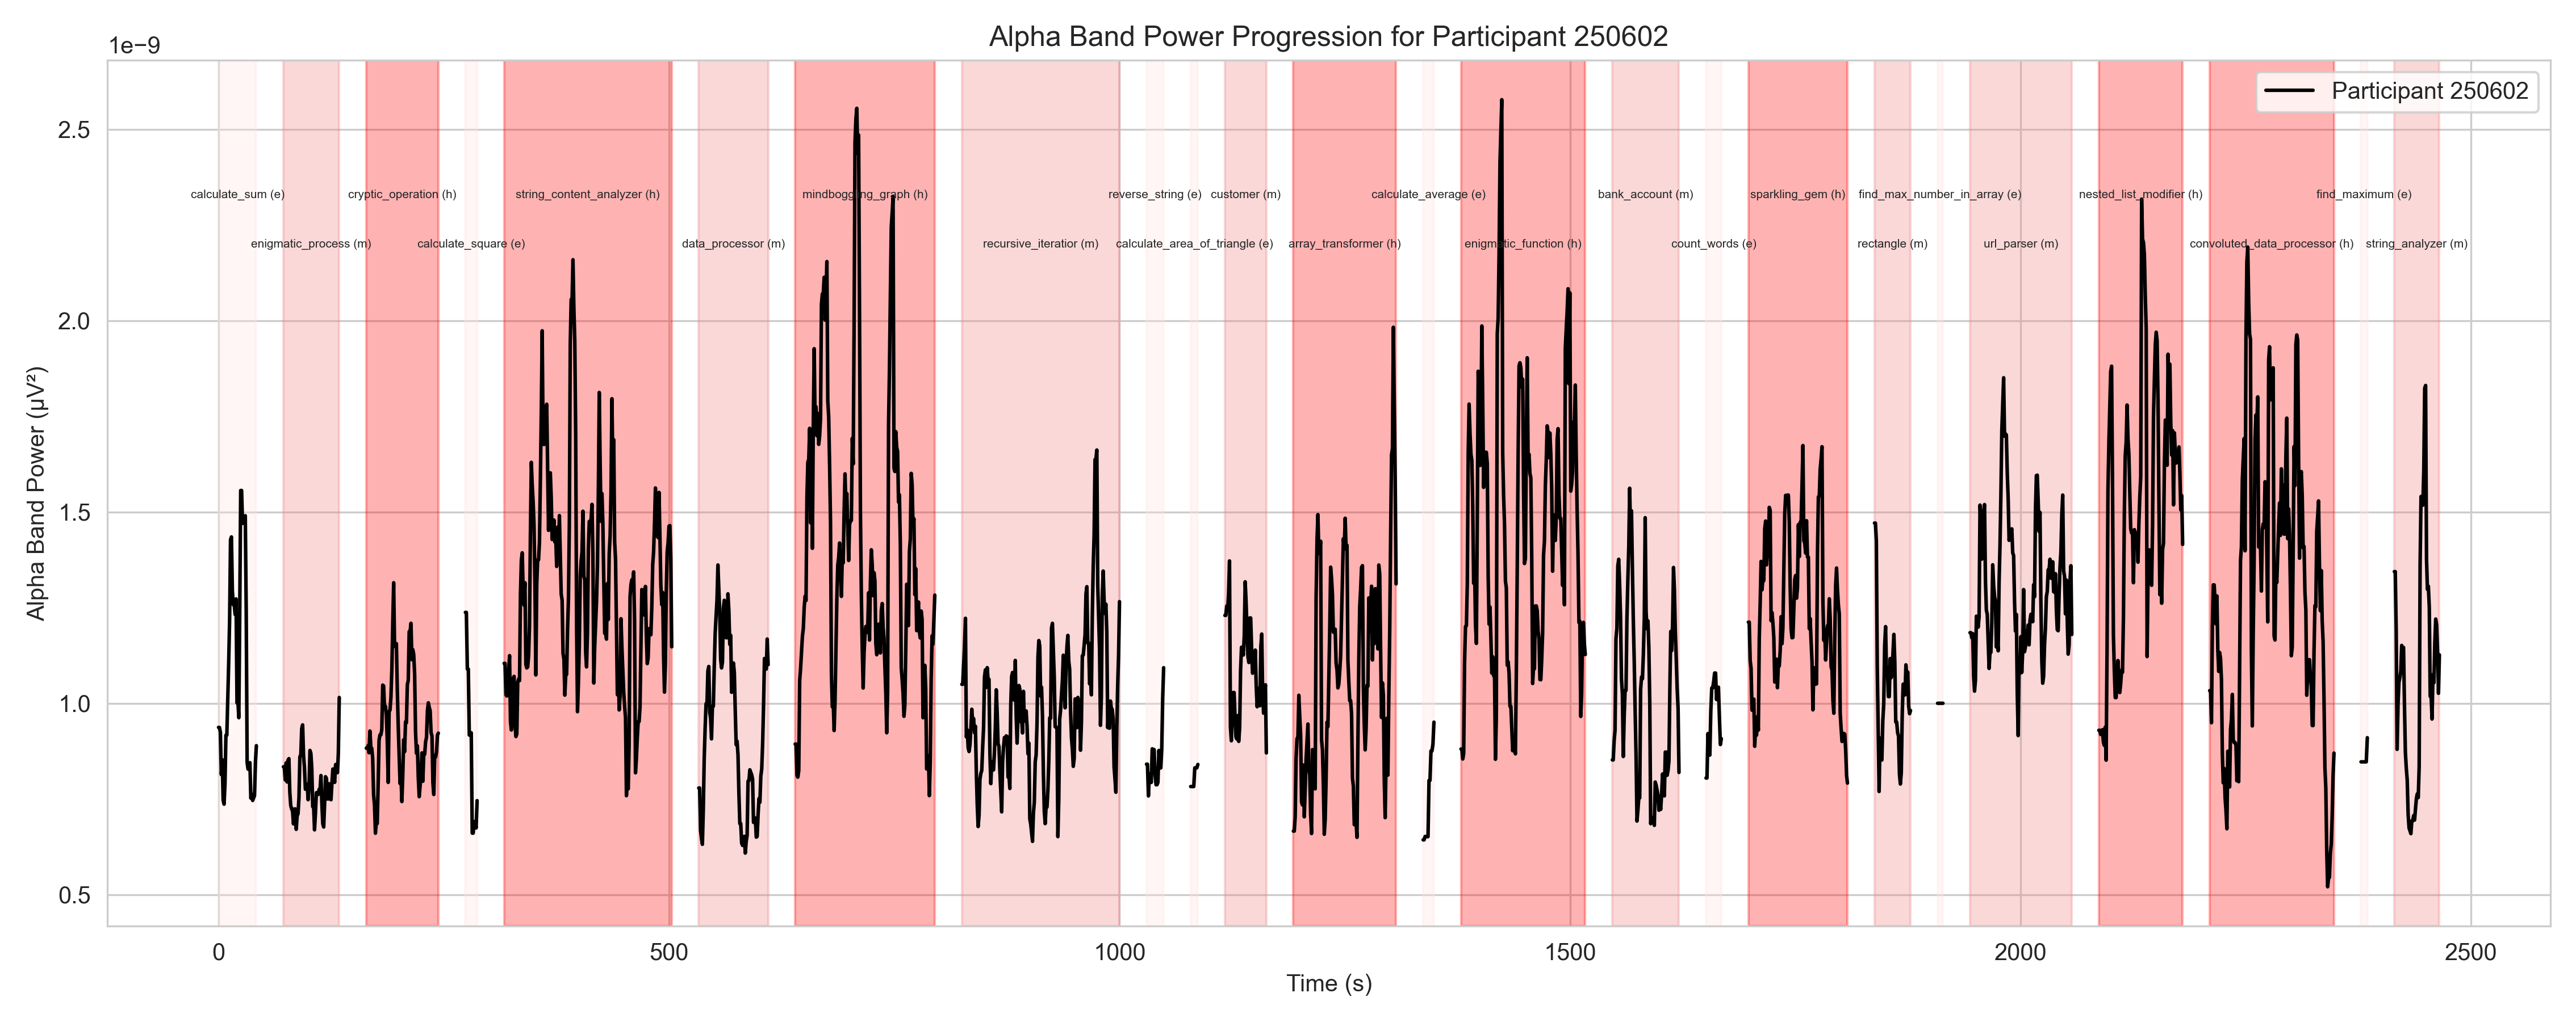 Alpha Band Power Progression for Participant 250602
1e−9
Participant 250602
2.5
2.0
1.5
1.0
0.5
Alpha Band Power (µV²)
calculate_sum (e)
cryptic_operation (h)
string_content_analyzer (h)
mindboggling_graph (h)
reverse_string (e)
customer (m)
calculate_average (e)
bank_account (m)
sparkling_gem (h)
find_max_number_in_array (e)
nested_list_modifier (h)
find_maximum (e)
enigmatic_process (m)
calculate_square (e)
data_processor (m)
recursive_iteratior (m)
calculate_area_of_triangle (e)
array_transformer (h)
enigmatic_function (h)
count_words (e)
rectangle (m)
url_parser (m)
convoluted_data_processor (h)
string_analyzer (m)
0
500
1000
1500
2000
2500
Time (s)